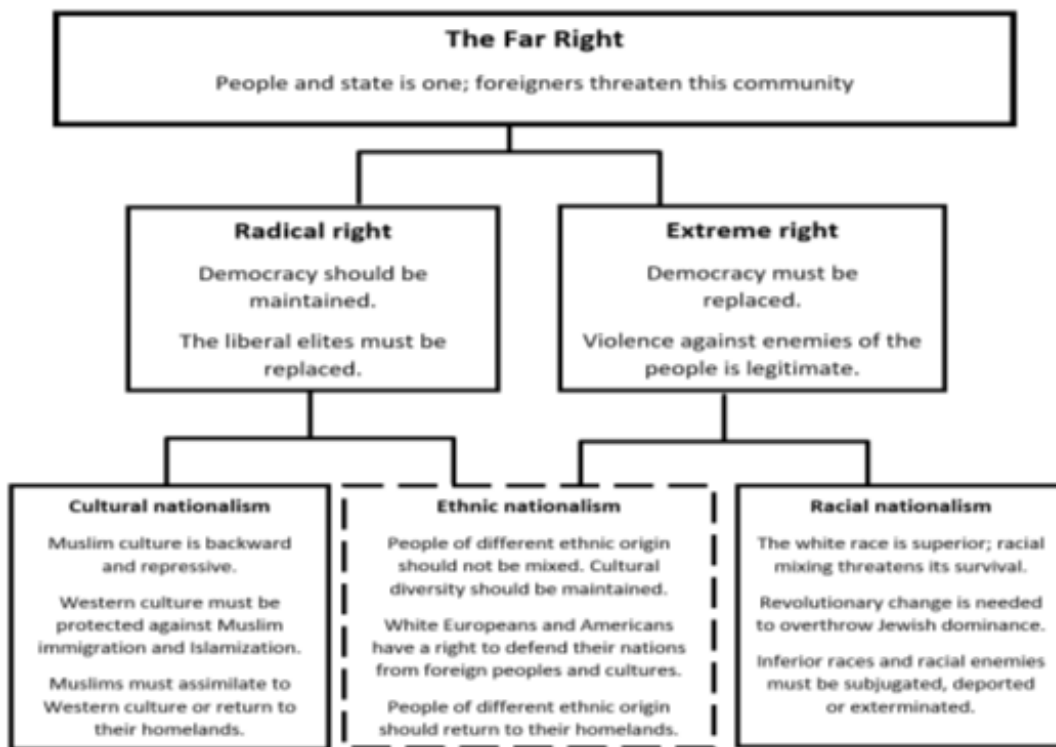 The Far Right
People and state is one; foreigners threaten this community
Radical right
Democracy should be
maintained.
The liberal elites must be
replaced.
Extreme right
Democracy must be
replaced.
Violence against enemies of the
people is legitimate.
Cultural nationalism
Muslim culture is backward
and repressive.
Western culture must be
protected against Muslim
immigration and Islamization.
Muslims must assimilate to
Western culture or return to
their homelands.
Ethnic nationalism
People of different ethnic origin
should not be mixed. Cultural
diversity should be maintained.
White Europeans and Americans
have a right to defend their nations
from foreign peoples and cultures.
People of different ethnic origin
should return to their homelands.
Racial nationalism
The white race is superior; racial
mixing threatens its survival.
Revolutionary change is needed
to overthrow Jewish dominance.
Inferior races and racial enemies
must be subjugated, deported
or exterminated.